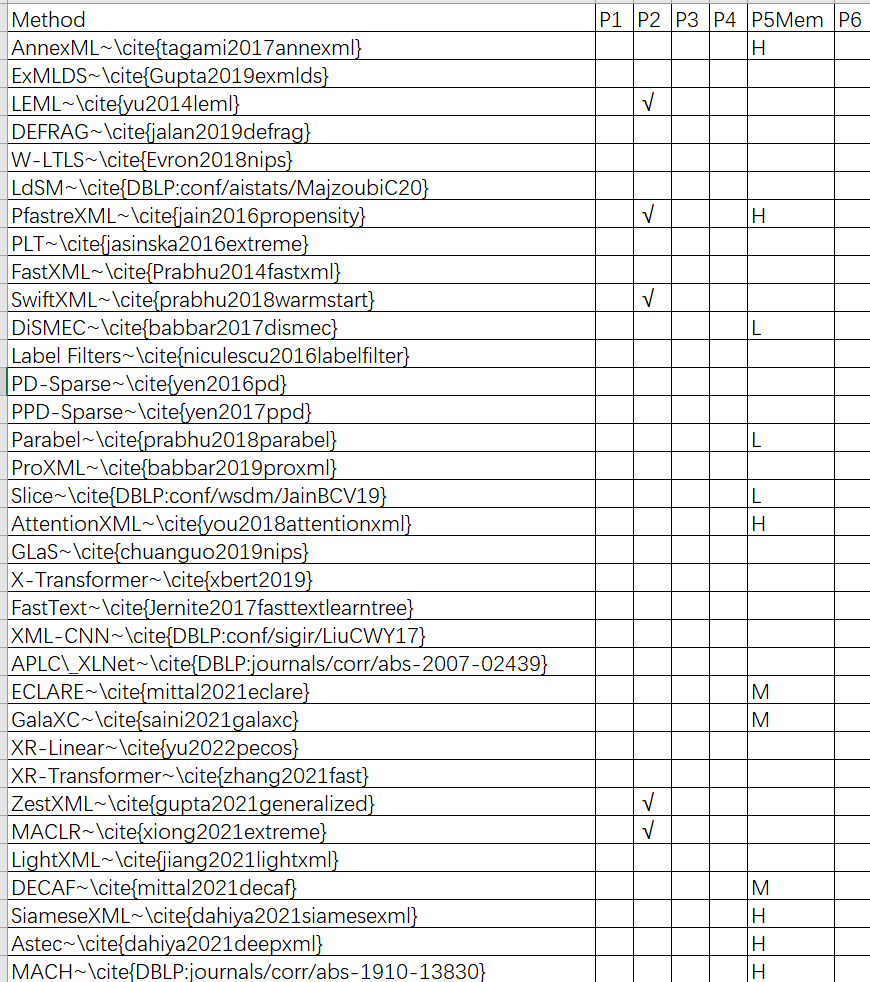 Method P1 P2 P3 P4 P5Mem P6
AnnexML~\cite{tagami2017annexml} H
ExMLDS~\cite{Gupta2019exmlds}
LEML~\cite{yu2014leml} √
DEFRAG~\cite{jalan2019defrag}
W-LTLS~\cite{Evron2018nips}
LdSM~\cite{DBLP:conf/aistats/MajzoubiC20}
PfastreXML~\cite{jain2016propensity} √ H
PLT~\cite{jasinska2016extreme}
FastXML~\cite{Prabhu2014fastxml}
SwiftXML~\cite{prabhu2018warmstart} √
DiSMEC~\cite{babbar2017dismec} L
Label Filters~\cite{niculescu2016labelfilter}
PD-Sparse~\cite{yen2016pd}
PPD-Sparse~\cite{yen2017ppd}
Parabel~\cite{prabhu2018parabel} L
ProXML~\cite{babbar2019proxml}
Slice~\cite{DBLP:conf/wsdm/JainBCV19} L
AttentionXML~\cite{you2018attentionxml} H
GLaS~\cite{chuanguo2019nips}
X-Transformer~\cite{xbert2019}
FastText~\cite{Jernite2017fasttextlearntree}
XML-CNN~\cite{DBLP:conf/sigir/LiuCWY17}
APLC\_XLNet~\cite{DBLP:journals/corr/abs-2007-02439}
ECLARE~\cite{mittal2021eclare} M
GalaXC~\cite{saini2021galaxc} M
XR-Linear~\cite{yu2022pecos}
XR-Transformer~\cite{zhang2021fast}
ZestXML~\cite{gupta2021generalized} √
MACLR~\cite{xiong2021extreme} √
LightXML~\cite{jiang2021lightxml}
DECAF~\cite{mittal2021decaf} M
SiameseXML~\cite{dahiya2021siamesexml} H
Astec~\cite{dahiya2021deepxml} H
MACH~\cite{DBLP:journals/corr/abs-1910-13830} H